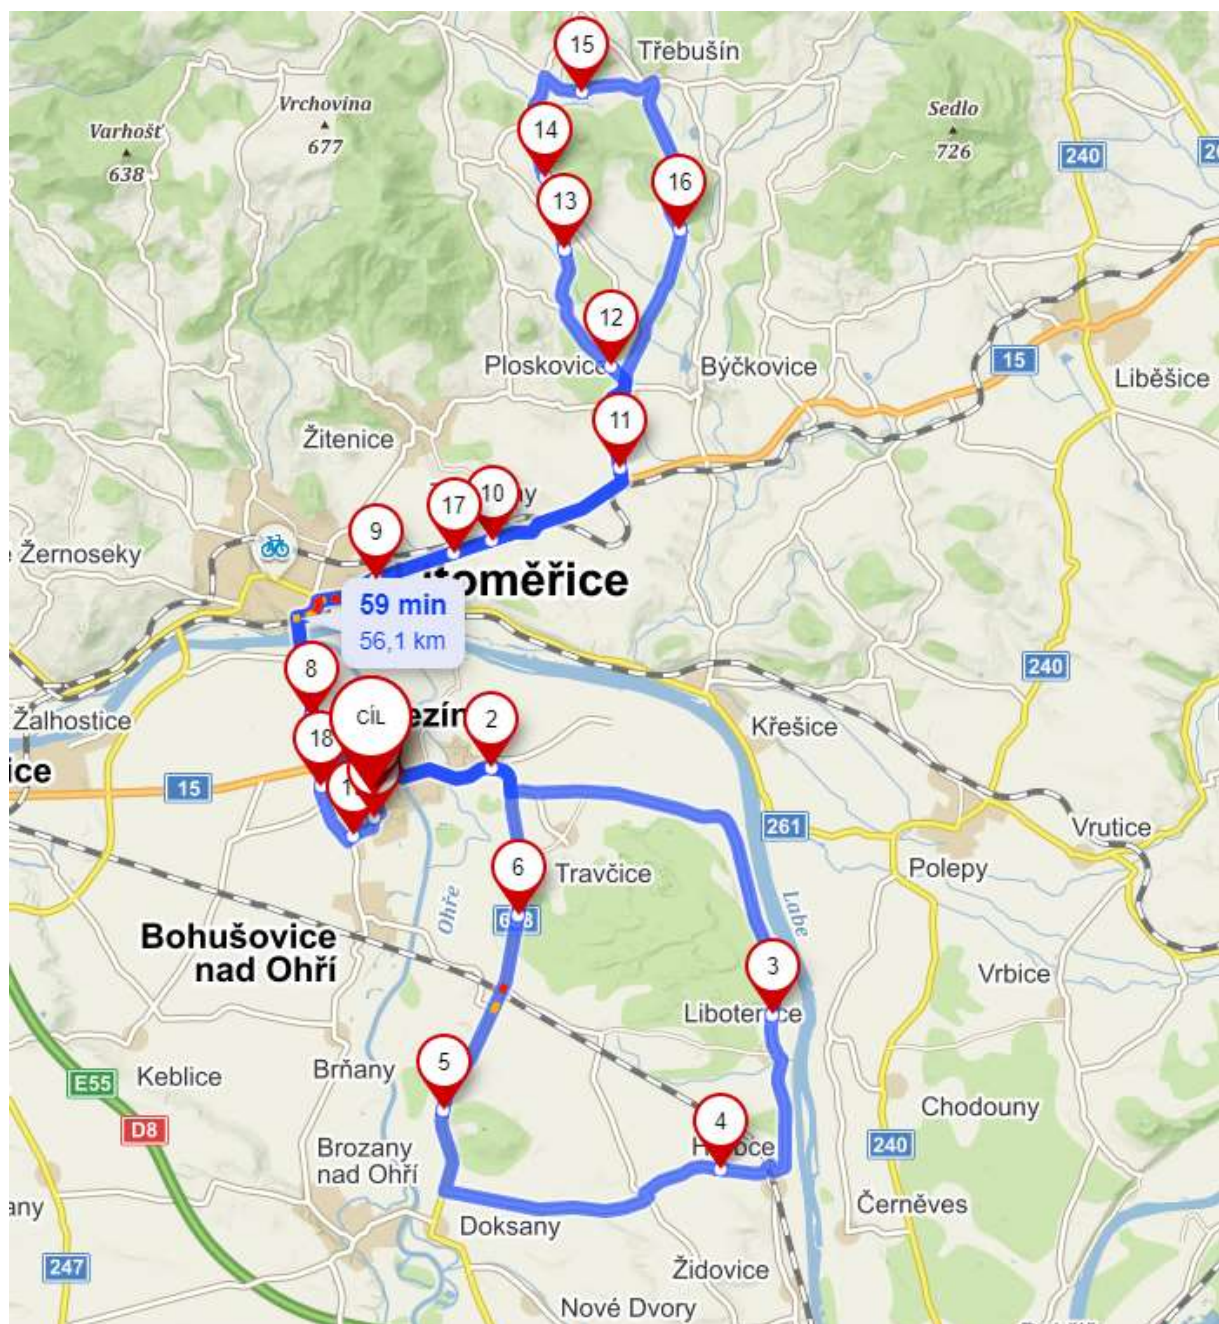 15
Třebušín
Vrchovina
677
Varhošť
638
14
Sedlo
726
240
13
16
12
Ploskovice
Býčkovice
15
Liběšice
11
Žitenice
17
10
9
Žernoseky
59 min
56,1 km
8
240
Žalhostice
CÍL
2
Křešice
18
15
261
Vrutice
6
Travčice
Polepy
Ohře
Labe
Bohušovice
nad Ohří
3
Vrbice
Libotenice
5
Brňany
Keblice
E55
D8
4
Chodouny
Brozany
nad Ohří
240
Doksany
Černěves
247
Židovice
Nové Dvory